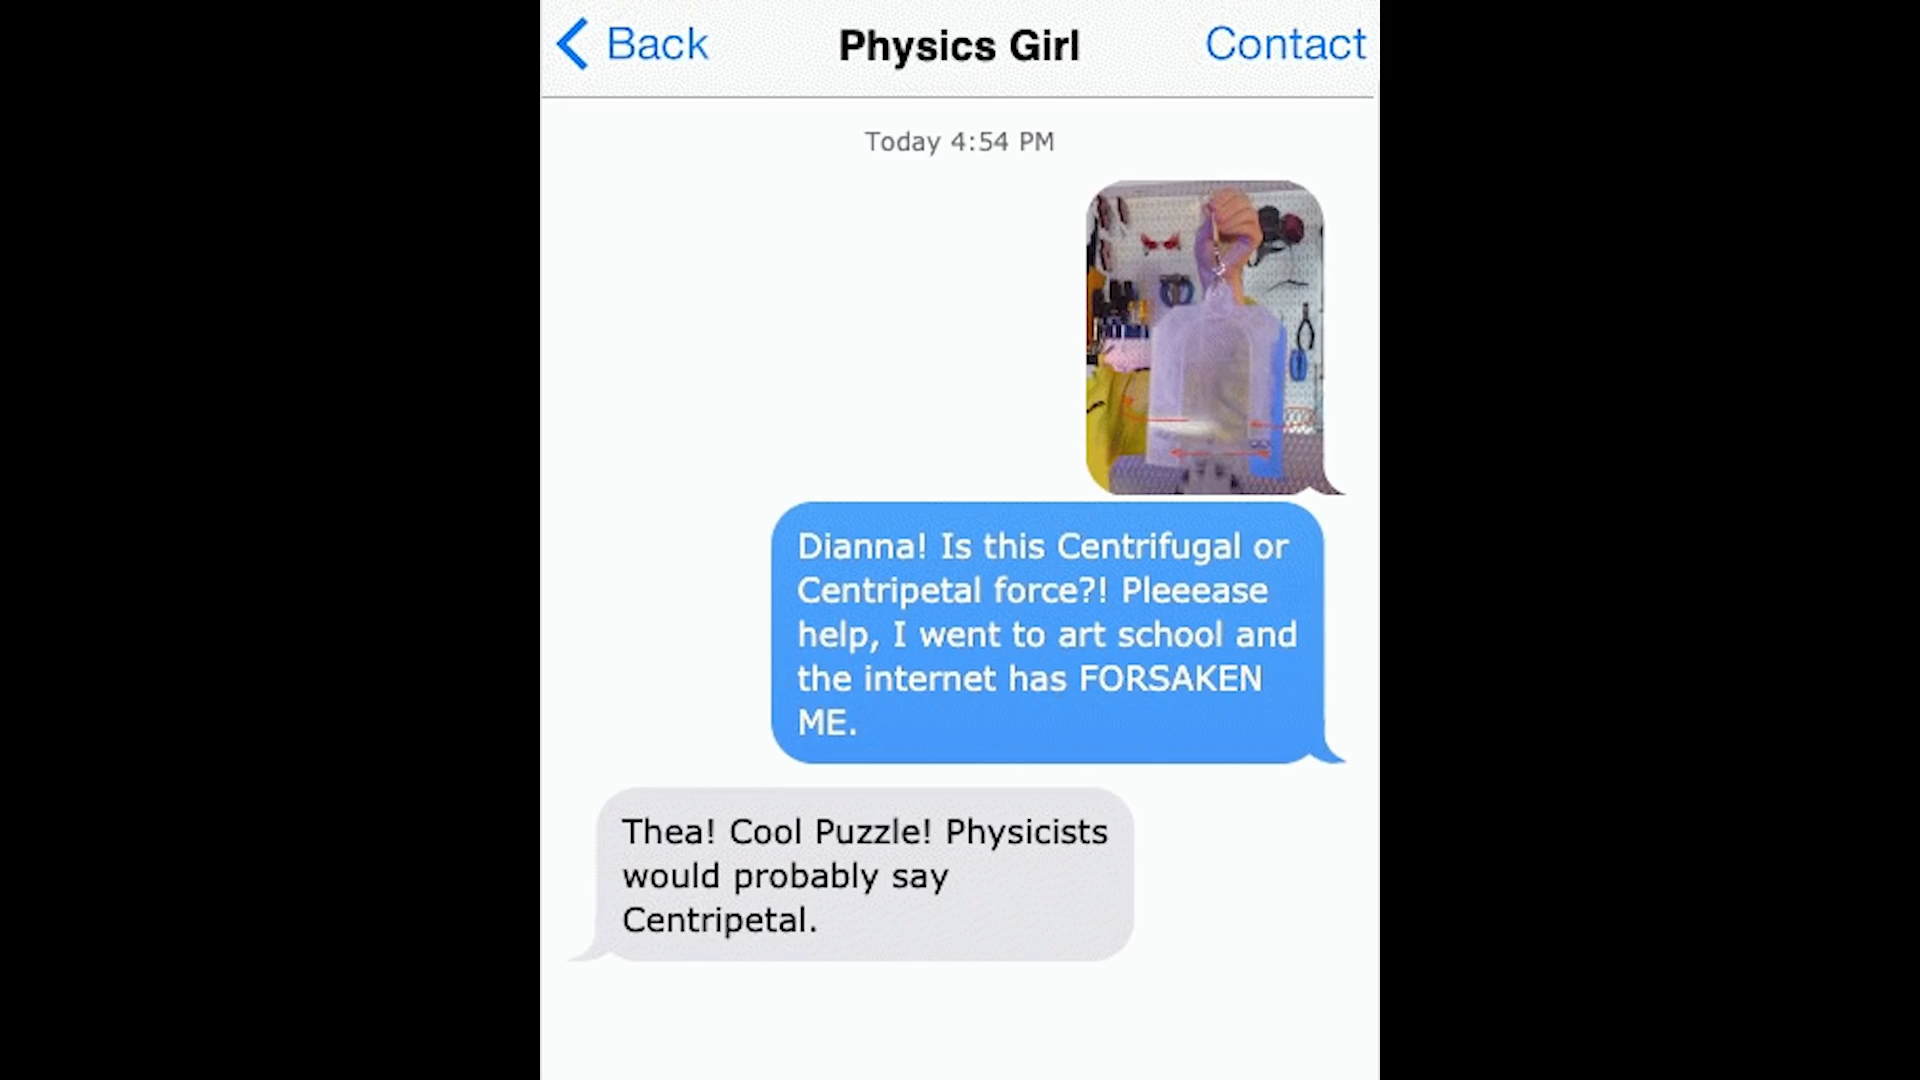 Back Physics Girl Contact
Today 4:54 PM
Dianna! Is this Centrifugal or
Centripetal force?! Pleeease
help, I went to art school and
the internet has FORSAKEN
ME.
Thea! Cool Puzzle! Physicists
would probably say
Centripetal.